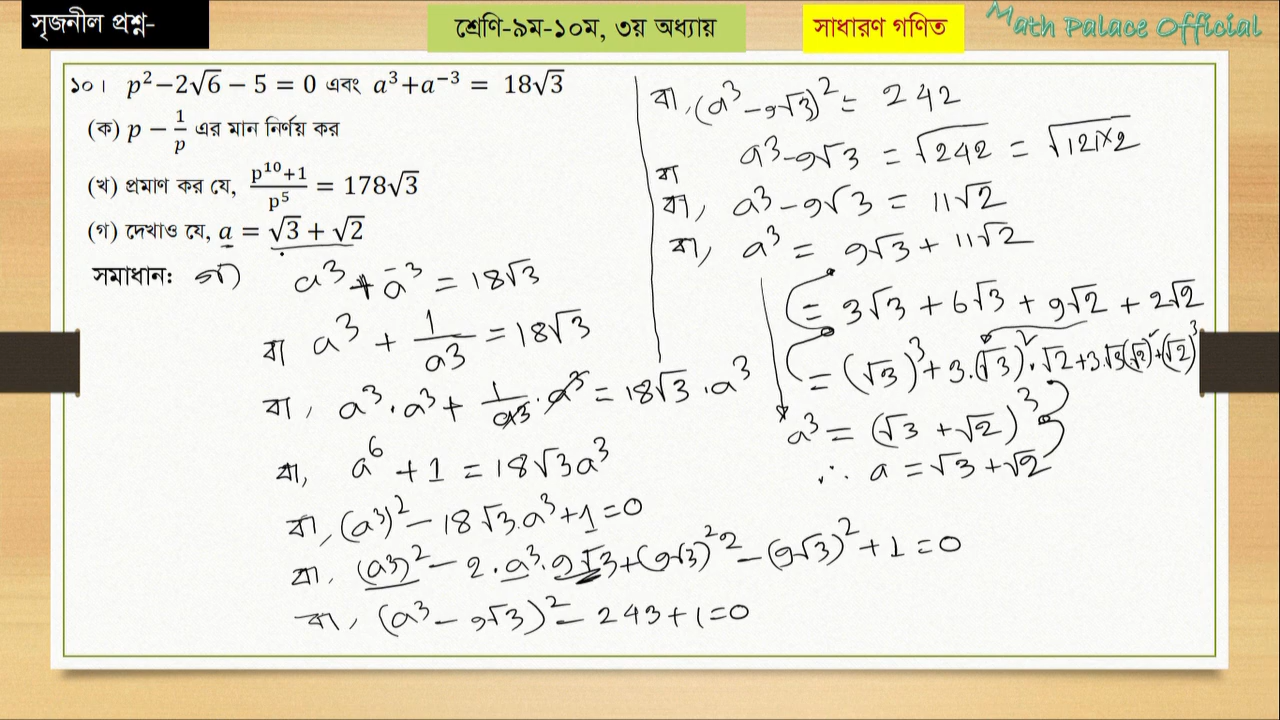 সৃজনীল প্রশ্ন-
শ্রেণি-৯ম-১০ম, ৩য় অধ্যায়
সাধারণ গণিত
Math Palace Official
১০। p²−2√6 − 5 = 0 এবং a³+a⁻³ = 18√3
(ক) p − 1/p এর মান নির্ণয় কর
(খ) প্রমাণ কর যে, (p¹⁰+1)/p⁵ = 178√3
(গ) দেখাও যে, a = √3 + √2
সমাধানঃ গ)
a³ + a⁻³ = 18√3
বা a³ + 1/a³ = 18√3
বা, a³ . a³ + 1/a³ . a³ = 18√3 . a³
বা, a⁶ + 1 = 18√3a³
বা, (a³)² − 18√3.a³+1=0
বা. (a³)² − 2 . a³ . 9√3+(9√3)² − (9√3)² + 1 = 0
বা, (a³ − 9√3)² − 243+1=0
বা, (a³ − 9√3)² = 242
বা a³−9√3 = √242 = √121×2
বা, a³ − 9√3 = 11√2
বা, a³ = 9√3 + 11√2
= 3√3 + 6√3 + 9√2 + 2√2
= (√3)³ + 3.(√3)² . √2 + 3.√3(√2)² + (√2)³
a³ = (√3 + √2)³
∴ a = √3 + √2